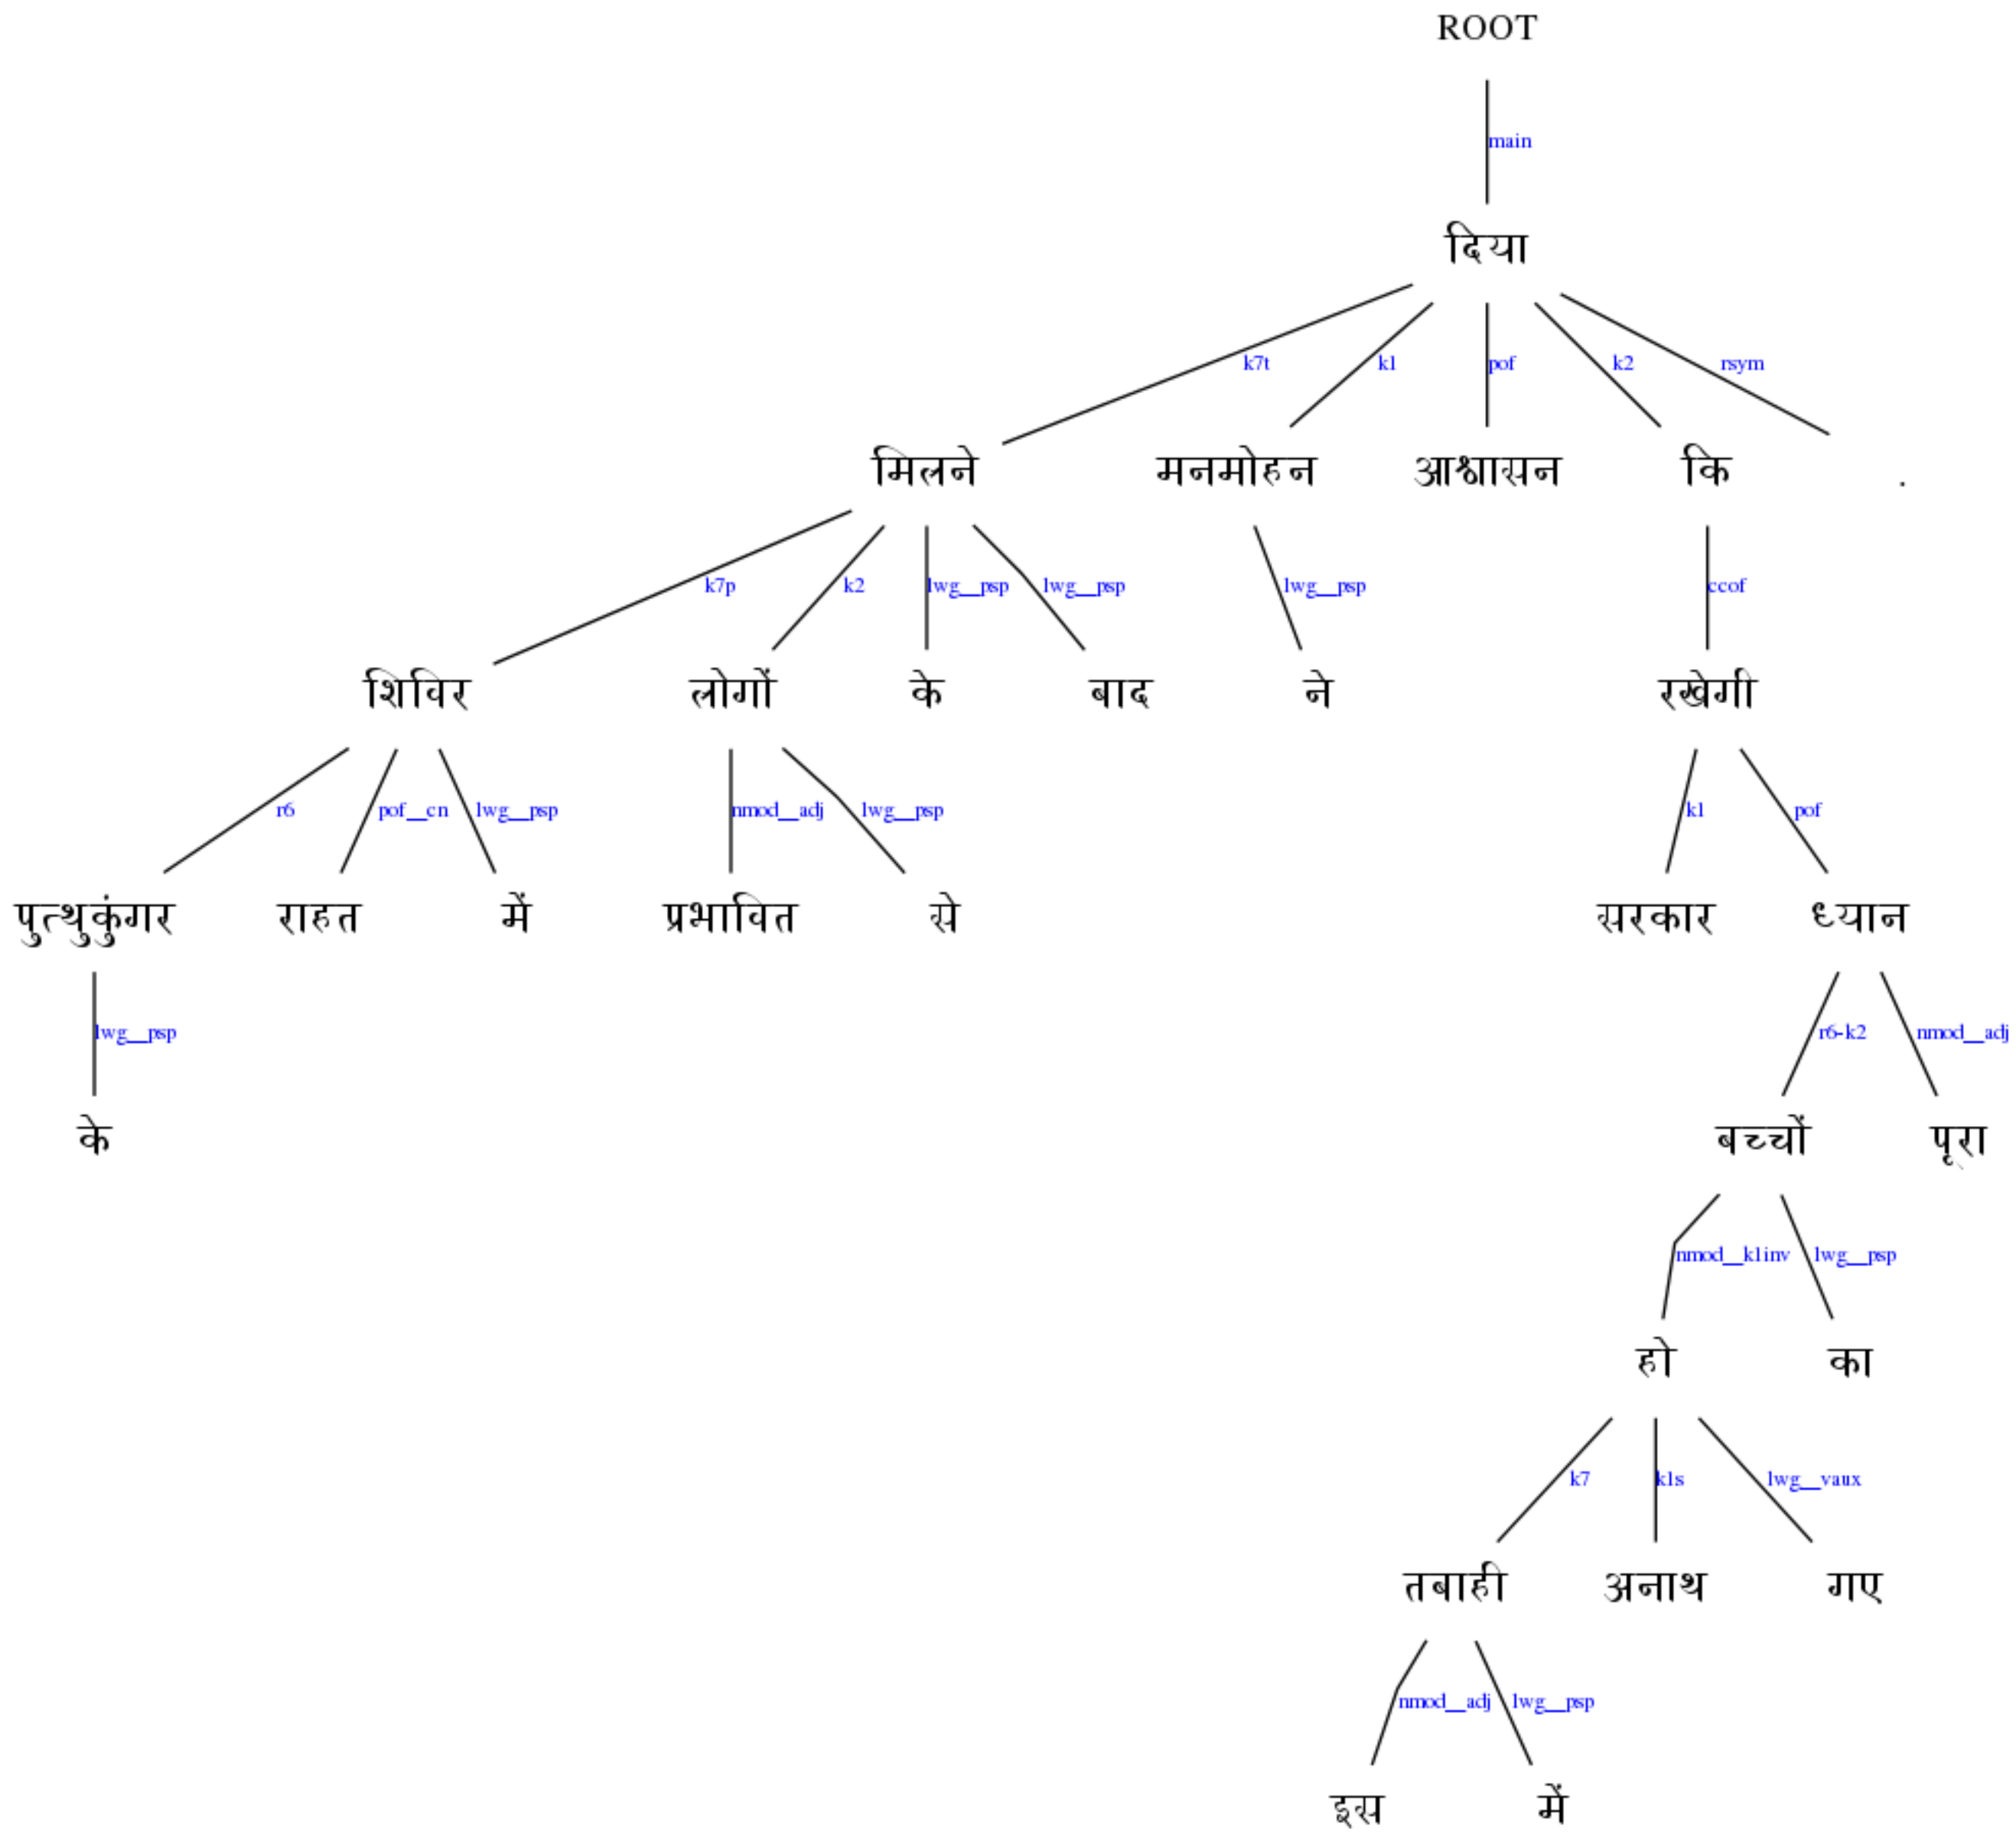 ROOT
main
दिया
k7t k1 pof k2 rsym
मिलने मनमोहन आश्वासन कि .
k7p k2 lwg__psp lwg__psp lwg__psp ccof
शिविर लोगों के बाद ने रखेगी
r6 pof__cn lwg__psp nmod__adj lwg__psp k1 pof
पुत्थुकुंगर राहत में प्रभावित से सरकार ध्यान
lwg__psp r6-k2 nmod__adj
के बच्चों पूरा
nmod__k1inv lwg__psp
हो का
k7 k1s lwg__vaux
तबाही अनाथ गए
nmod__adj lwg__psp
इस में